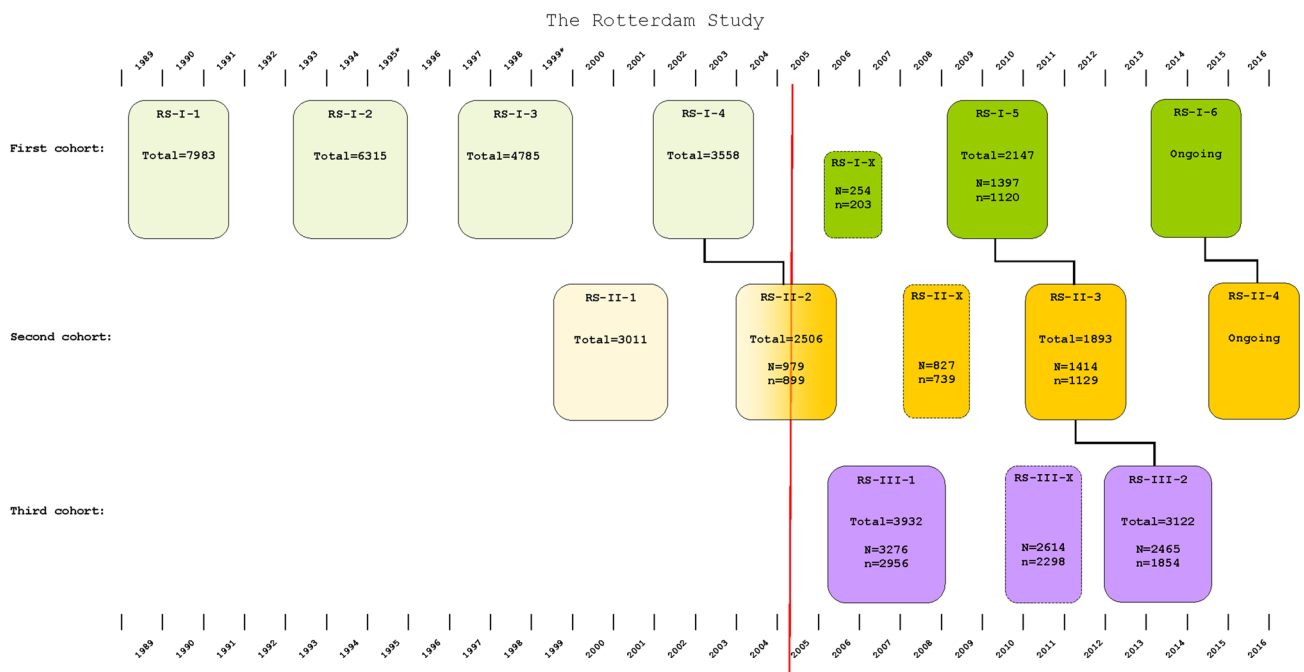 The Rotterdam Study
1989 1990 1991 1992 1993 1994 1995* 1996 1997 1998 1999* 2000 2001 2002 2003 2004 2005 2006 2007 2008 2009 2010 2011 2012 2013 2014 2015 2016
First cohort:
RS-I-1
Total=7983
RS-I-2
Total=6315
RS-I-3
Total=4785
RS-I-4
Total=3558
RS-I-X
N=254
n=203
RS-I-5
Total=2147
N=1397
n=1120
RS-I-6
Ongoing
Second cohort:
RS-II-1
Total=3011
RS-II-2
Total=2506
N=979
n=899
RS-II-X
N=827
n=739
RS-II-3
Total=1893
N=1414
n=1129
RS-II-4
Ongoing
Third cohort:
RS-III-1
Total=3932
N=3276
n=2956
RS-III-X
N=2614
n=2298
RS-III-2
Total=3122
N=2465
n=1854
1989 1990 1991 1992 1993 1994 1995 1996 1997 1998 1999 2000 2001 2002 2003 2004 2005 2006 2007 2008 2009 2010 2011 2012 2013 2014 2015 2016